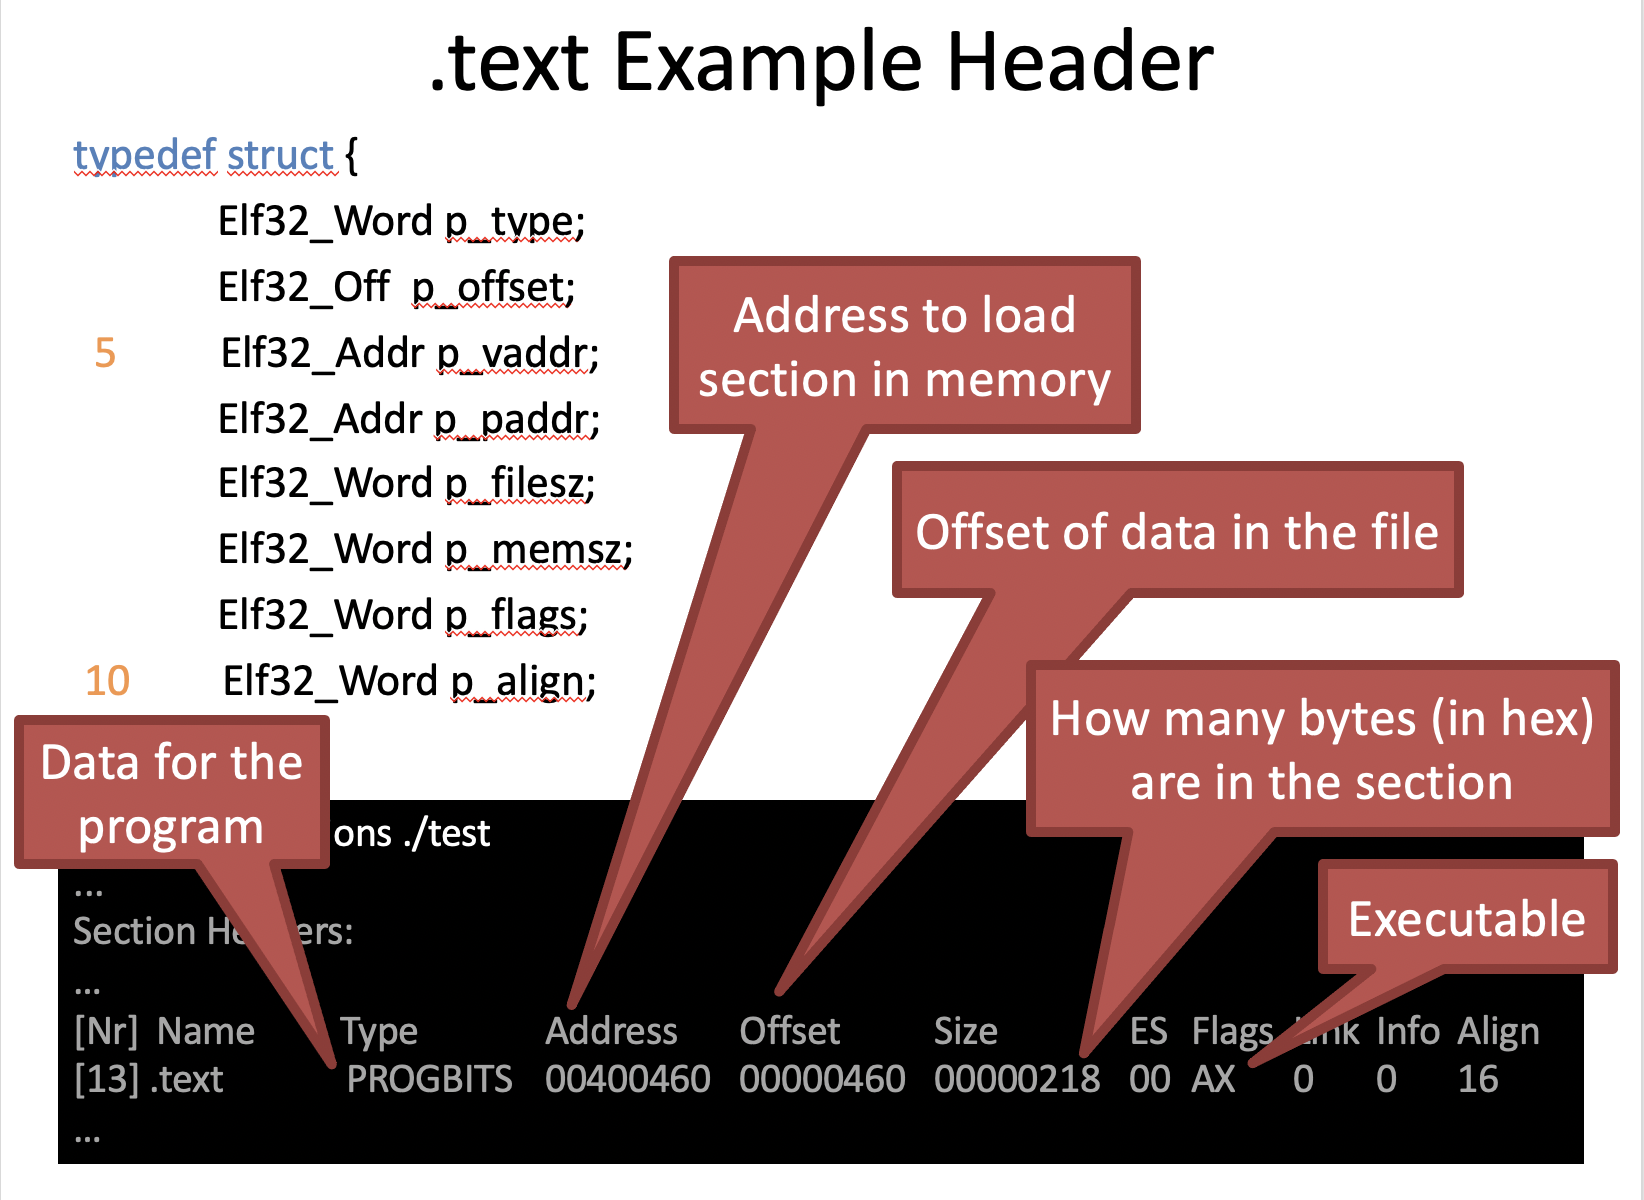 .text Example Header
typedef struct {
Elf32_Word p_type;
Elf32_Off p_offset;
5 Elf32_Addr p_vaddr;
Elf32_Addr p_paddr;
Elf32_Word p_filesz;
Elf32_Word p_memsz;
Elf32_Word p_flags;
10 Elf32_Word p_align;
Address to load
section in memory
Offset of data in the file
How many bytes (in hex)
are in the section
Data for the
program
Executable
ons ./test
...
Section ers:
...
[Nr] Name Type Address Offset Size ES Flags Info Align
[13] .text PROGBITS 00400460 00000460 00000218 00 AX 0 0 16
...